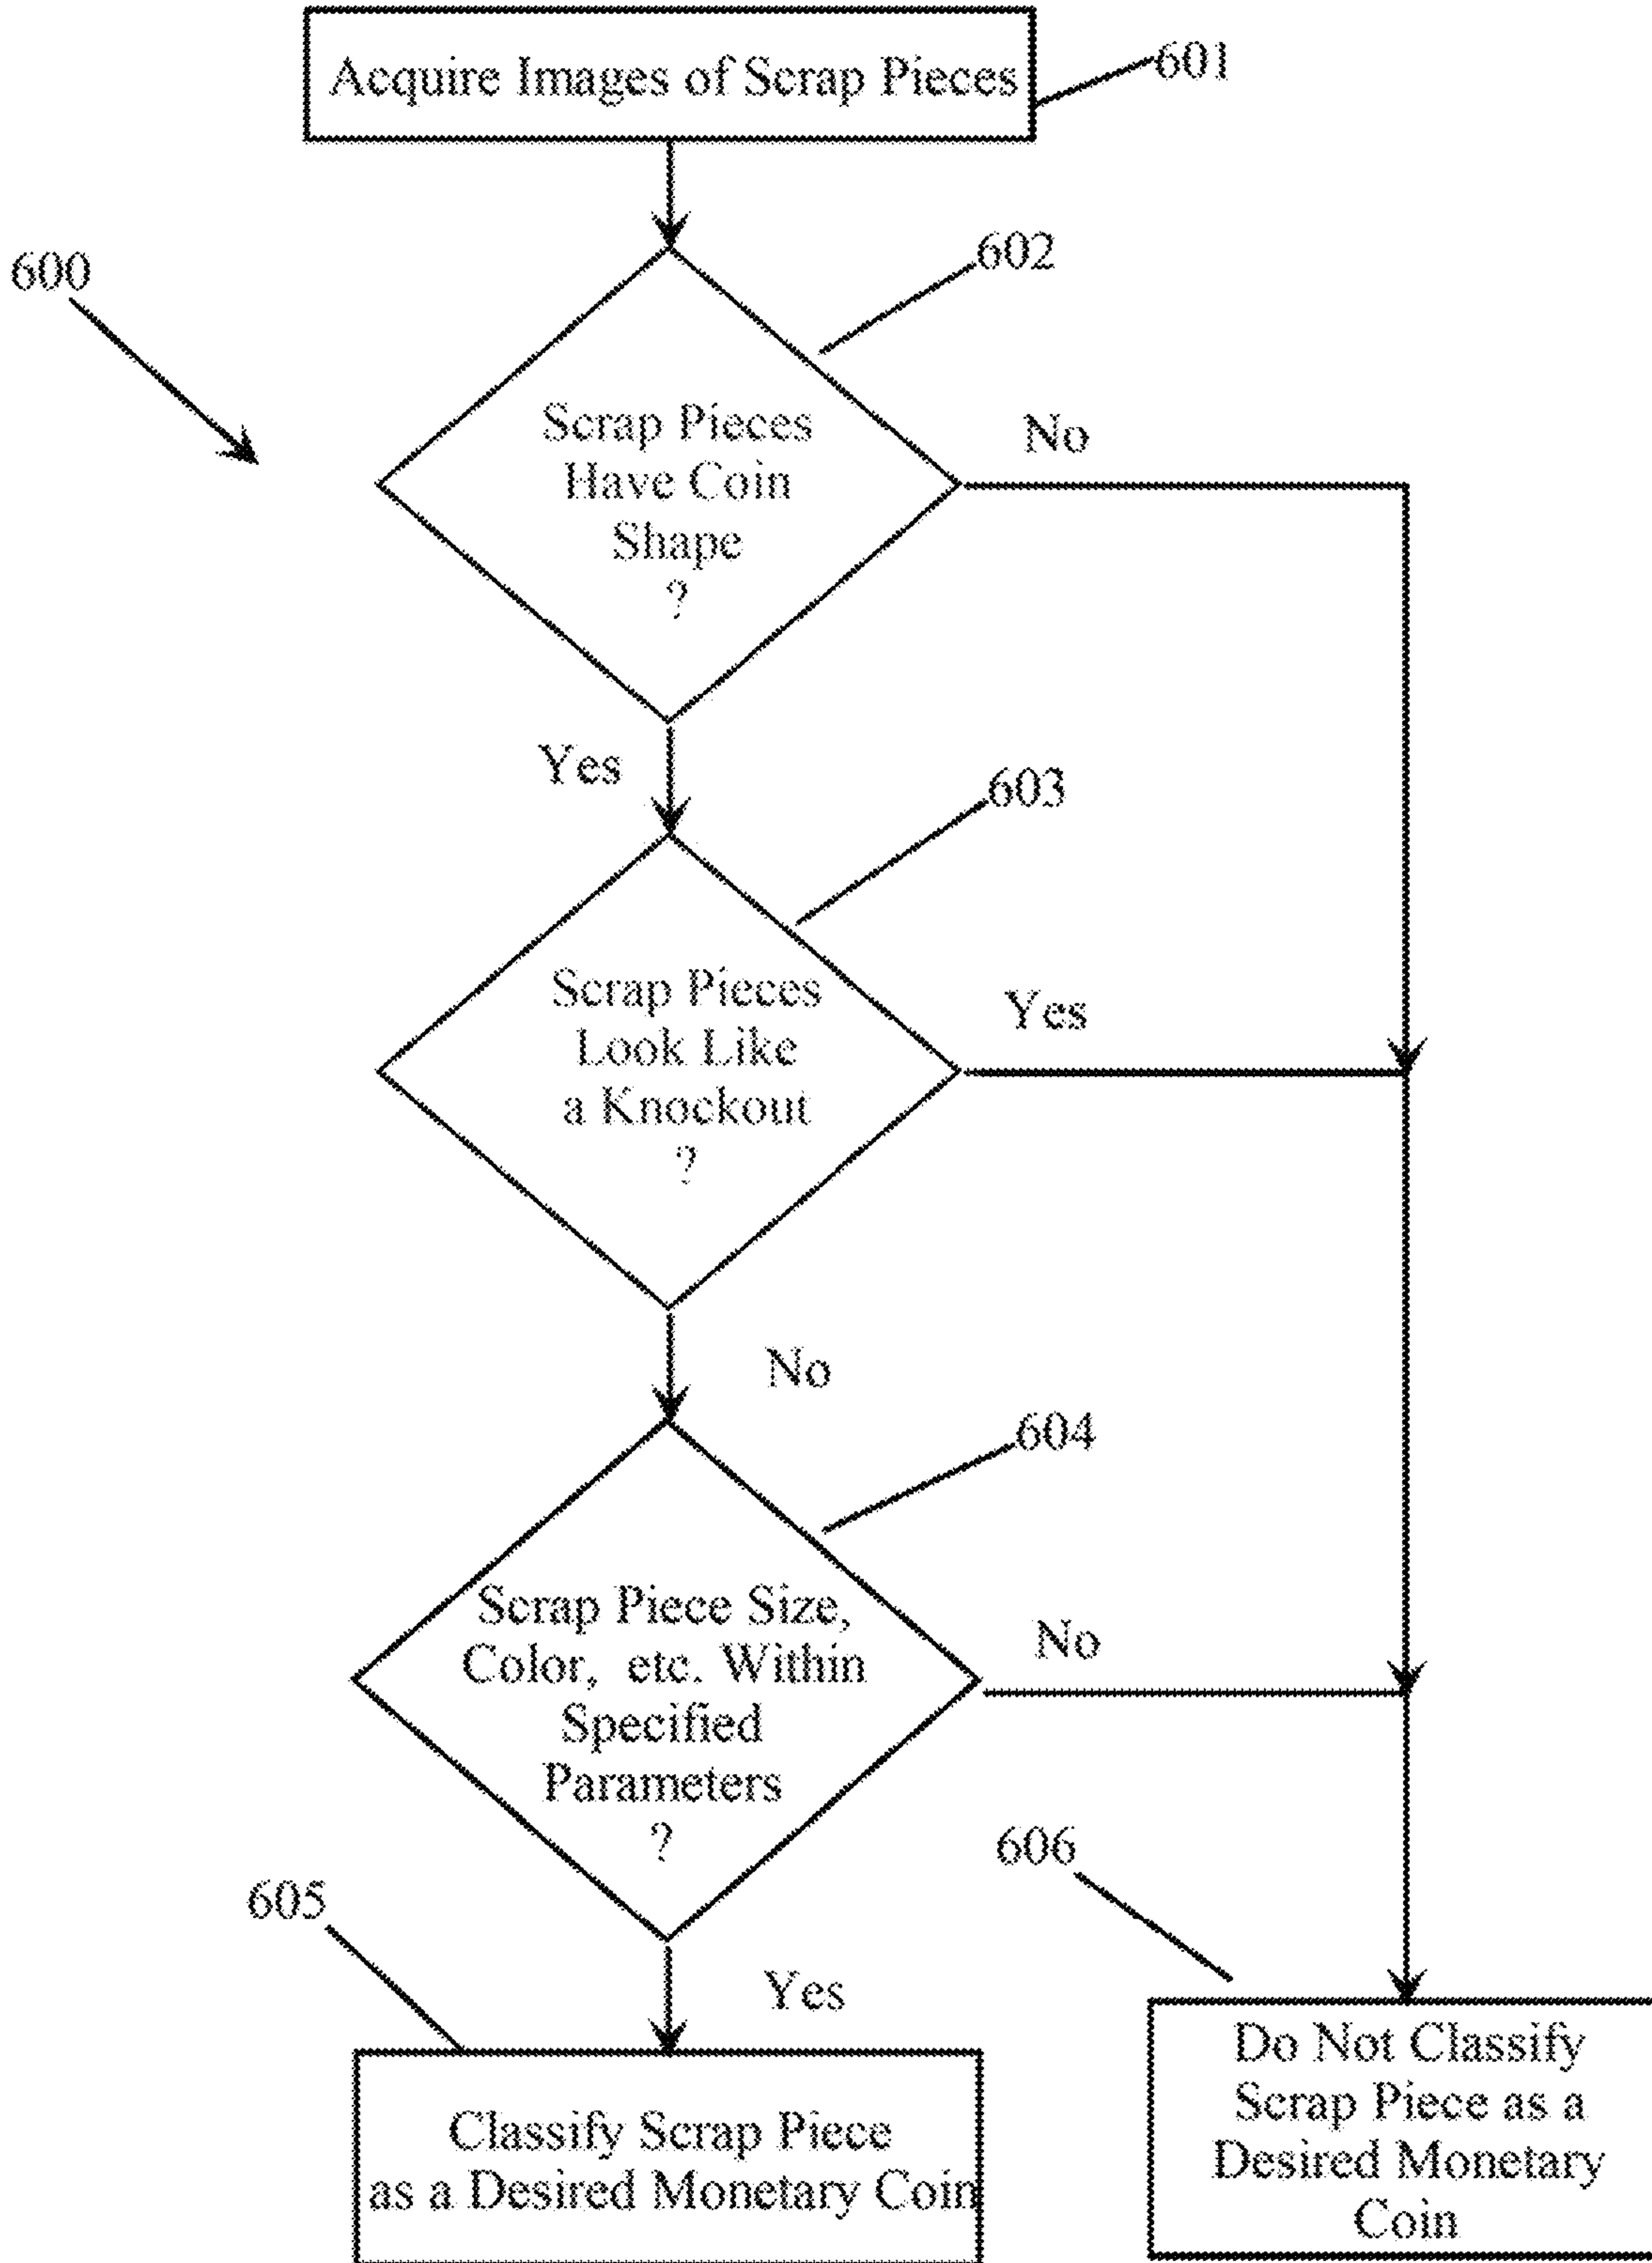 Acquire Images of Scrap Pieces
601
600
602
Scrap Pieces
Have Coin
Shape
?
No
Yes
603
Scrap Pieces
Look Like
a Knockout
?
Yes
No
604
Scrap Piece Size,
Color, etc. Within
Specified
Parameters
?
No
606
605
Yes
Classify Scrap Piece
as a Desired Monetary Coin
Do Not Classify
Scrap Piece as a
Desired Monetary
Coin